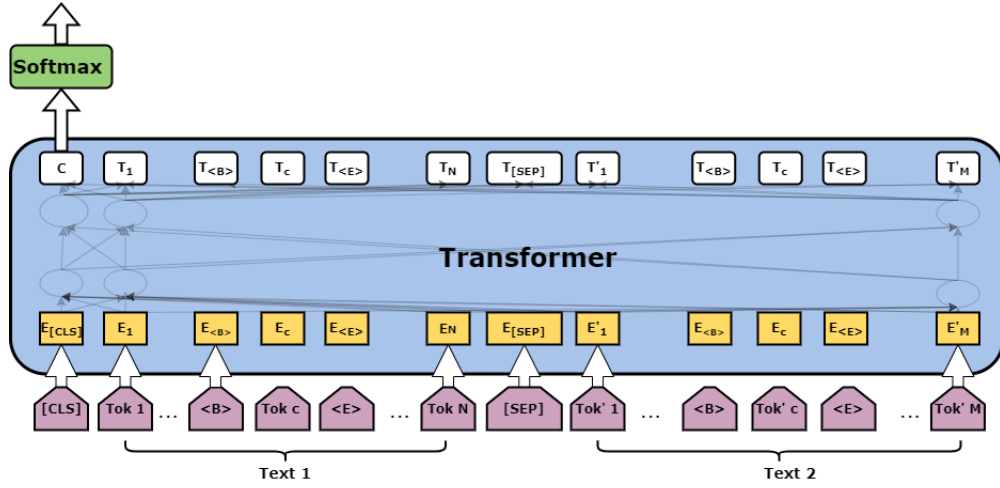 Softmax
C T1 T<B> Tc T<E> TN T[SEP] T'1 T<B> Tc T<E> T'M
Transformer
E[CLS] E1 E<B> Ec E<E> EN E[SEP] E'1 E<B> Ec E<E> E'M
[CLS] Tok 1 ... <B> Tok c <E> ... Tok N [SEP] Tok' 1 ... <B> Tok' c <E> ... Tok' M
Text 1 Text 2